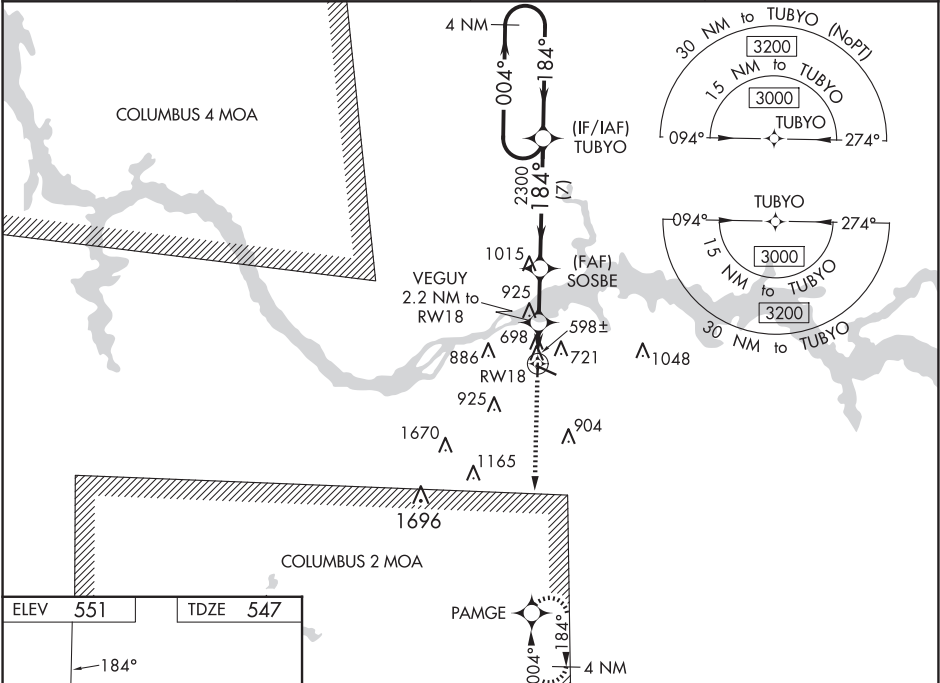 4 NM
004°
184°
COLUMBUS 4 MOA
(IF/IAF)
TUBYO
30 NM to TUBYO (NoPT)
3200
15 NM to TUBYO
3000
TUBYO
094°
274°
2300
184°
(7)
TUBYO
094°
274°
3000
15 NM to TUBYO
3200
30 NM to TUBYO
1015
(FAF)
SOSBE
VEGUY
2.2 NM to
RW18
925
598±
698
886
721
1048
RW18
925
904
1670
1165
1696
COLUMBUS 2 MOA
ELEV 551
TDZE 547
184°
PAMGE
184°
004°
4 NM